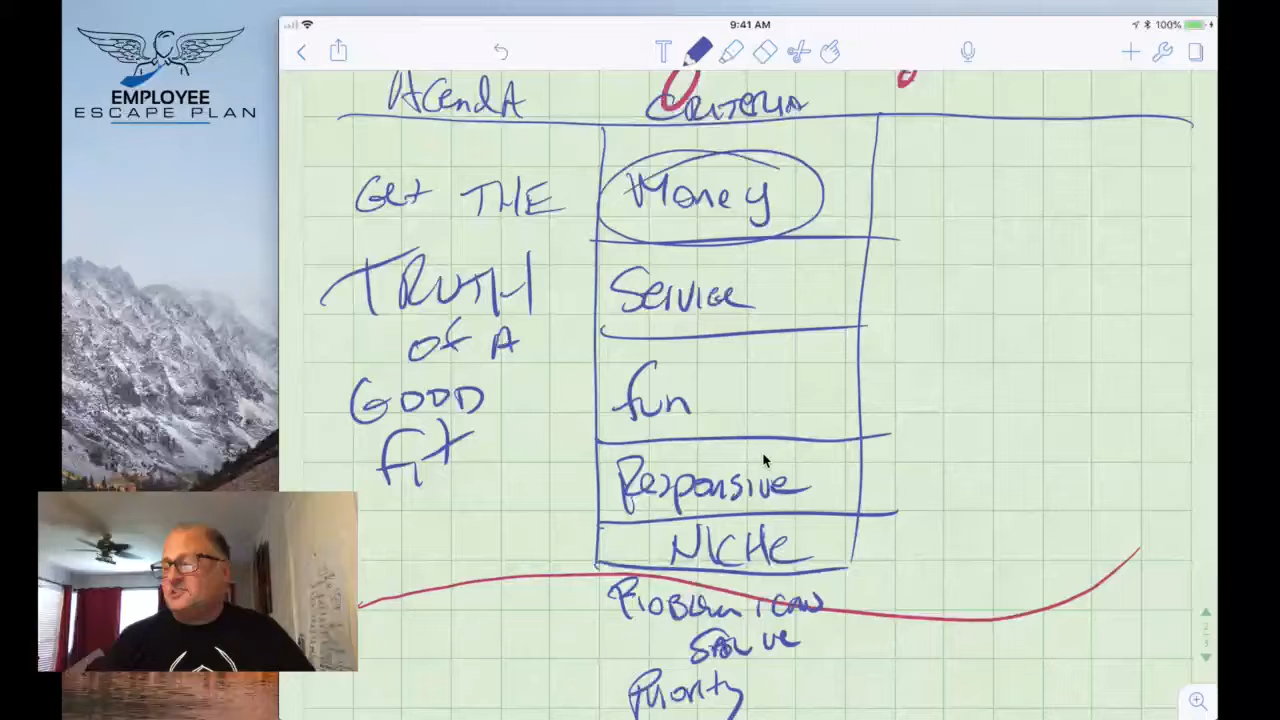 EMPLOYEE
ESCAPE PLAN
9:41 AM
100%
AGendA
CRITERIA
GeT THE
TRUTH
of A
GOOD
fit
Money
Service
fun
Responsive
NICHE
PROBLem I CAN
SOLVe
Priority